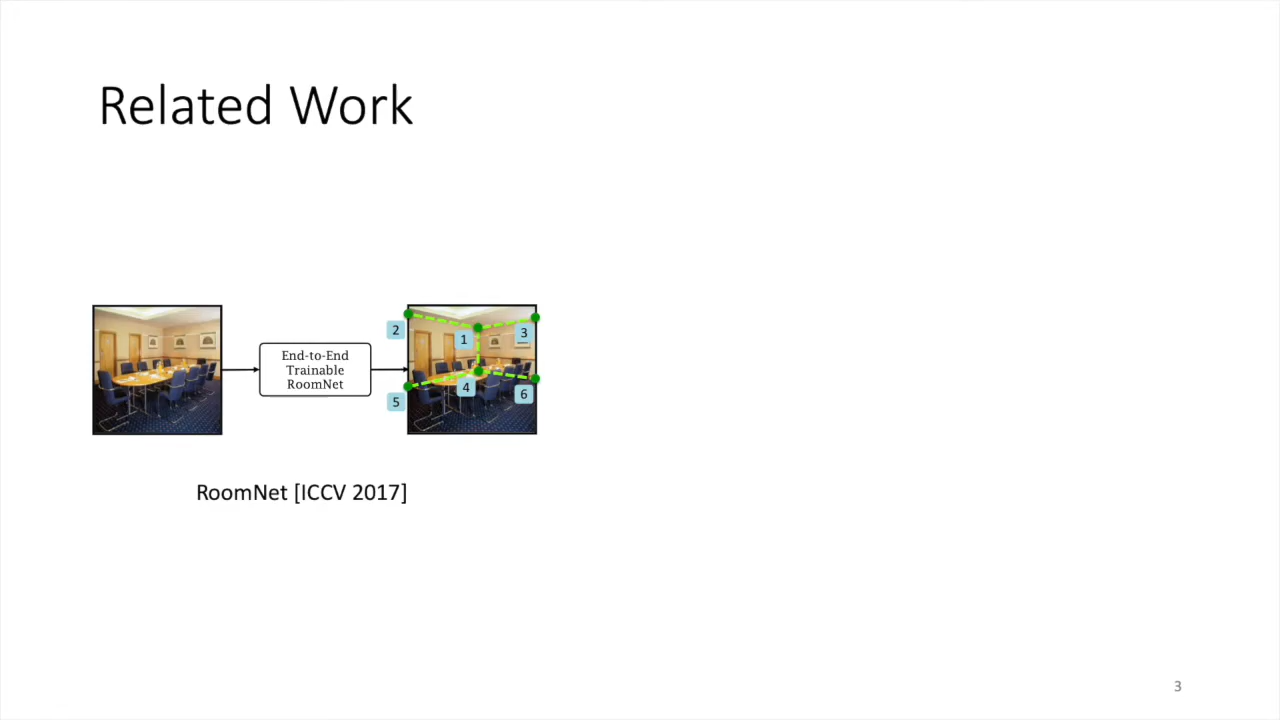 Related Work
End-to-End
Trainable
RoomNet
2
1
3
4
5
6
RoomNet [ICCV 2017]
3